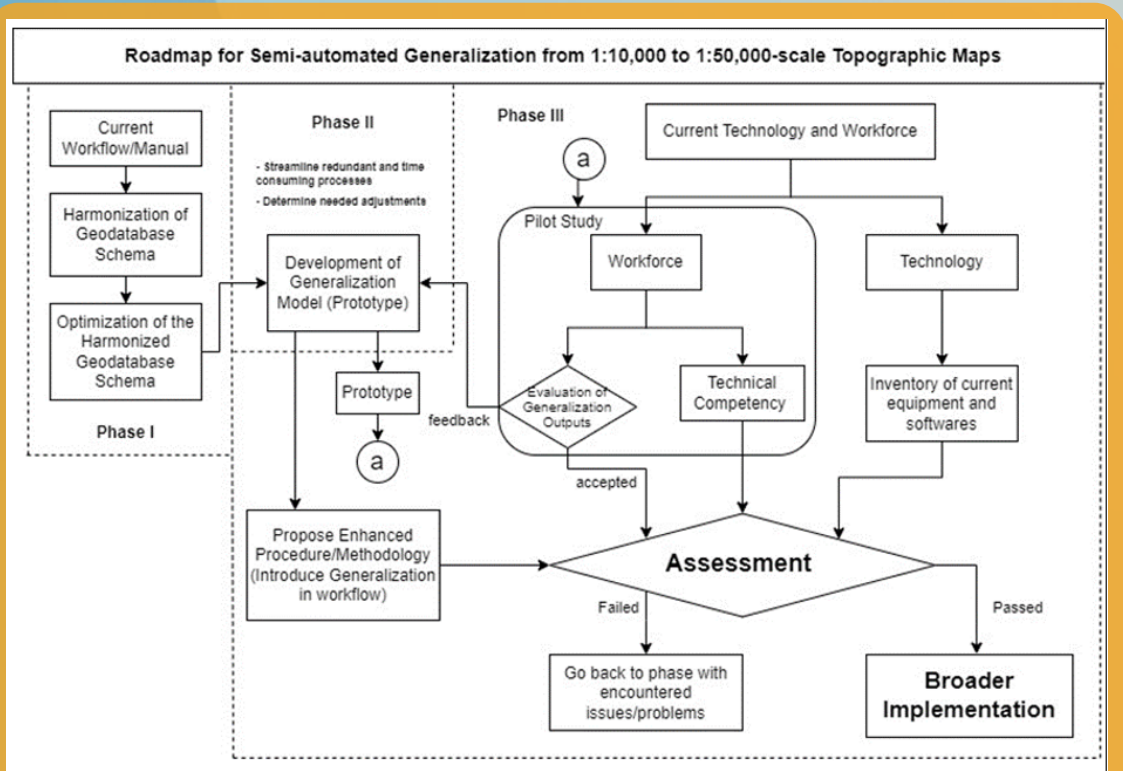 Roadmap for Semi-automated Generalization from 1:10,000 to 1:50,000-scale Topographic Maps
Current
Workflow/Manual
Harmonization of
Geodatabase
Schema
Optimization of the
Harmonized
Geodatabase
Schema
Phase I
Phase II
- Streamline redundant and time
consuming processes
- Determine needed adjustments
Development of
Generalization
Model (Prototype)
Prototype
a
Propose Enhanced
Procedure/Methodology
(Introduce Generalization
in workflow)
Phase III
a
Current Technology and Workforce
Pilot Study
Workforce
Technology
Evaluation of
Generalization
Outputs
feedback
accepted
Technical
Competency
Inventory of current
equipment and
softwares
Assessment
Failed
Passed
Go back to phase with
encountered
issues/problems
Broader
Implementation